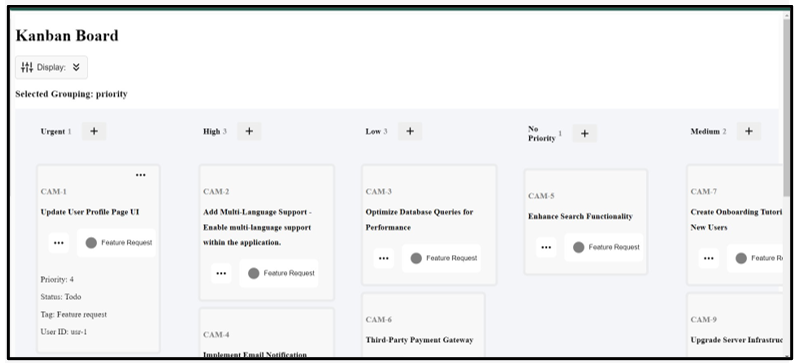 Kanban Board
Display:
Selected Grouping: priority
Urgent 1 +
High 3 +
Low 3 +
No Priority 1 +
Medium 2 +
CAM-1
Update User Profile Page UI
Feature Request
Priority: 4
Status: Todo
Tag: Feature request
User ID: usr-1
CAM-2
Add Multi-Language Support -
Enable multi-language support
within the application.
Feature Request
CAM-4
Implement Email Notification
CAM-3
Optimize Database Queries for
Performance
Feature Request
CAM-6
Third-Party Payment Gateway
CAM-5
Enhance Search Functionality
Feature Request
CAM-7
Create Onboarding Tutori
New Users
Feature R
CAM-9
Upgrade Server Infrastruc